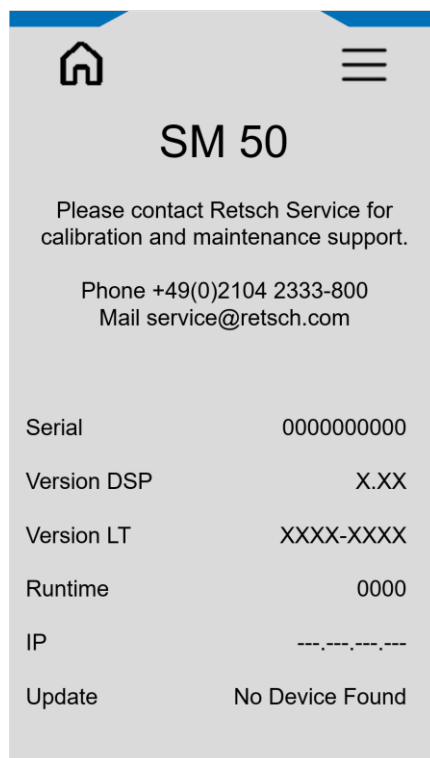 SM 50
Please contact Retsch Service for
calibration and maintenance support.
Phone +49(0)2104 2333-800
Mail service@retsch.com
Serial 0000000000
Version DSP X.XX
Version LT XXXX-XXXX
Runtime 0000
IP ---.---.---.---
Update No Device Found